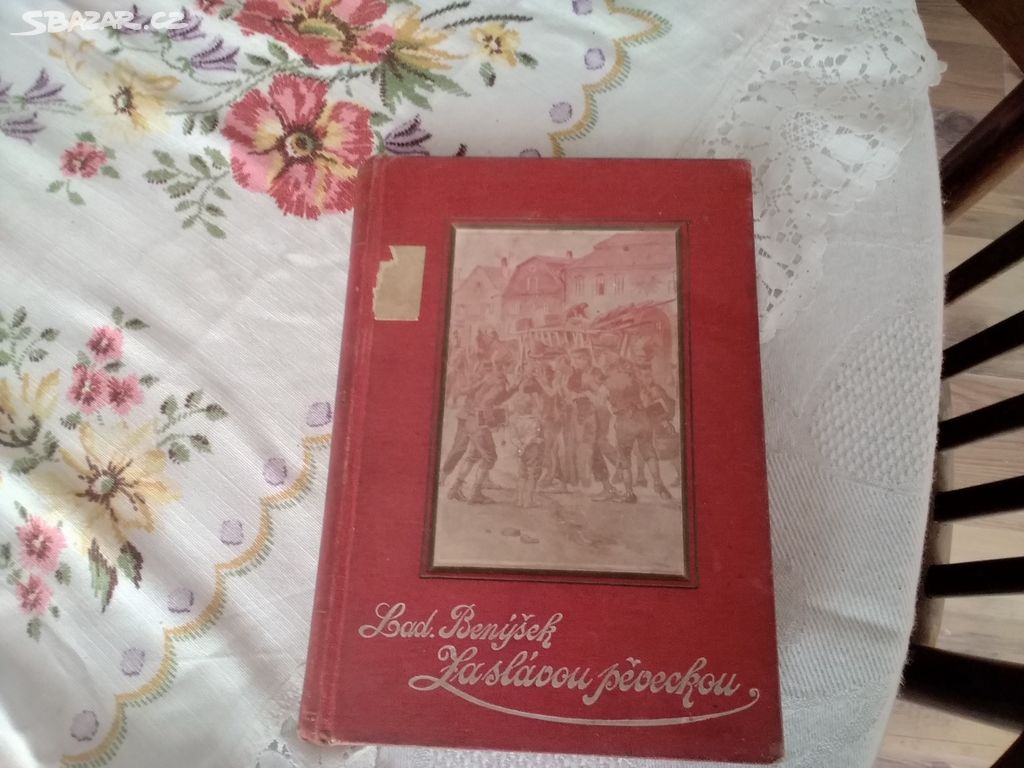 SBAZAR.CZ
Lad. Benýšek
Za slávou pěveckou